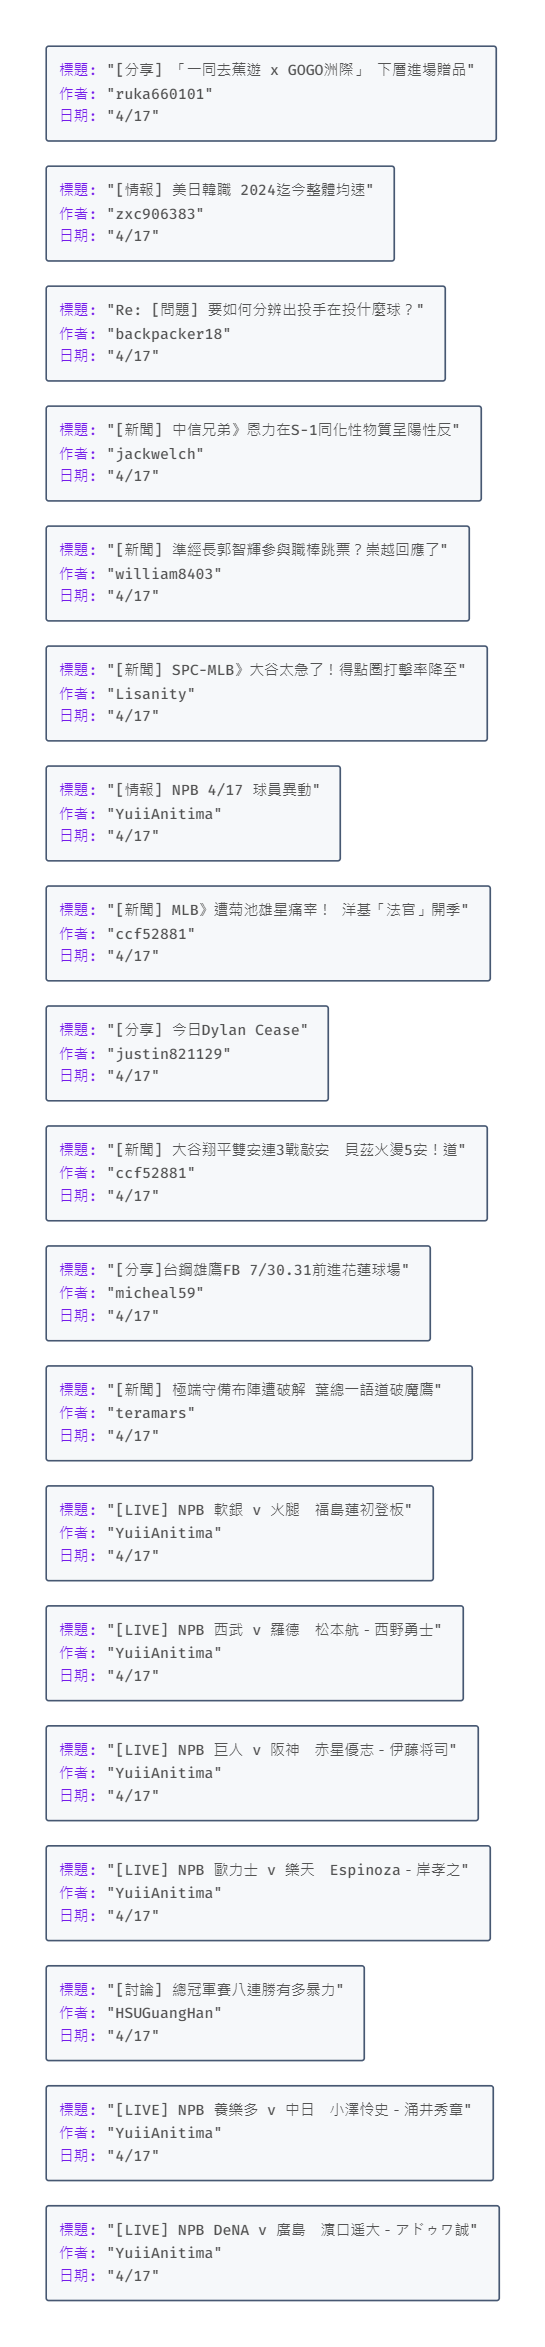 標題: "[分享] 「一同去蕉遊 x GOGO洲際」 下層進場贈品"
作者: "ruka660101"
日期: "4/17"
標題: "[情報] 美日韓職 2024迄今整體均速"
作者: "zxc906383"
日期: "4/17"
標題: "Re: [問題] 要如何分辨出投手在投什麼球？"
作者: "backpacker18"
日期: "4/17"
標題: "[新聞] 中信兄弟》恩力在S-1同化性物質呈陽性反"
作者: "jackwelch"
日期: "4/17"
標題: "[新聞] 準經長郭智輝參與職棒跳票？崇越回應了"
作者: "william8403"
日期: "4/17"
標題: "[新聞] SPC-MLB》大谷太急了！得點圈打擊率降至"
作者: "Lisanity"
日期: "4/17"
標題: "[情報] NPB 4/17 球員異動"
作者: "YuiiAnitima"
日期: "4/17"
標題: "[新聞] MLB》遭菊池雄星痛宰！ 洋基「法官」開季"
作者: "ccf52881"
日期: "4/17"
標題: "[分享] 今日Dylan Cease"
作者: "justin821129"
日期: "4/17"
標題: "[新聞] 大谷翔平雙安連3戰敲安　貝茲火燙5安！道"
作者: "ccf52881"
日期: "4/17"
標題: "[分享]台鋼雄鷹FB 7/30.31前進花蓮球場"
作者: "micheal59"
日期: "4/17"
標題: "[新聞] 極端守備布陣遭破解 葉總一語道破魔鷹"
作者: "teramars"
日期: "4/17"
標題: "[LIVE] NPB 軟銀 v 火腿　福島蓮初登板"
作者: "YuiiAnitima"
日期: "4/17"
標題: "[LIVE] NPB 西武 v 羅德　松本航－西野勇士"
作者: "YuiiAnitima"
日期: "4/17"
標題: "[LIVE] NPB 巨人 v 阪神　赤星優志－伊藤将司"
作者: "YuiiAnitima"
日期: "4/17"
標題: "[LIVE] NPB 歐力士 v 樂天　Espinoza－岸孝之"
作者: "YuiiAnitima"
日期: "4/17"
標題: "[討論] 總冠軍賽八連勝有多暴力"
作者: "HSUGuangHan"
日期: "4/17"
標題: "[LIVE] NPB 養樂多 v 中日　小澤怜史－涌井秀章"
作者: "YuiiAnitima"
日期: "4/17"
標題: "[LIVE] NPB DeNA v 廣島　濵口遥大－アドゥワ誠"
作者: "YuiiAnitima"
日期: "4/17"